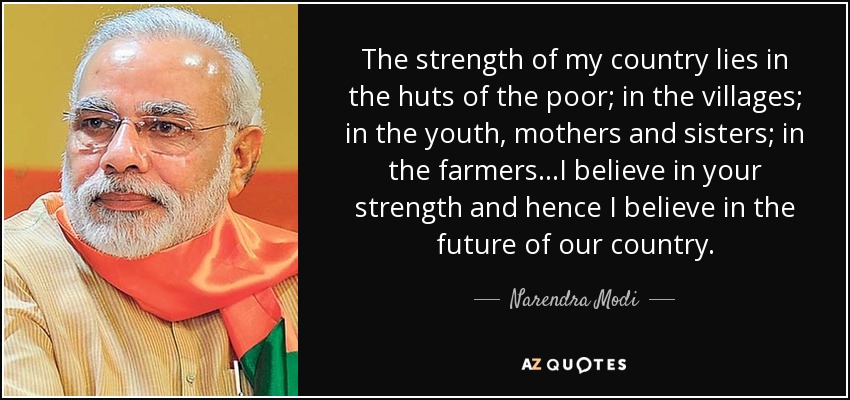 The strength of my country lies in
the huts of the poor; in the villages;
in the youth, mothers and sisters; in
the farmers...I believe in your
strength and hence I believe in the
future of our country.
Narendra Modi
AZ QUOTES